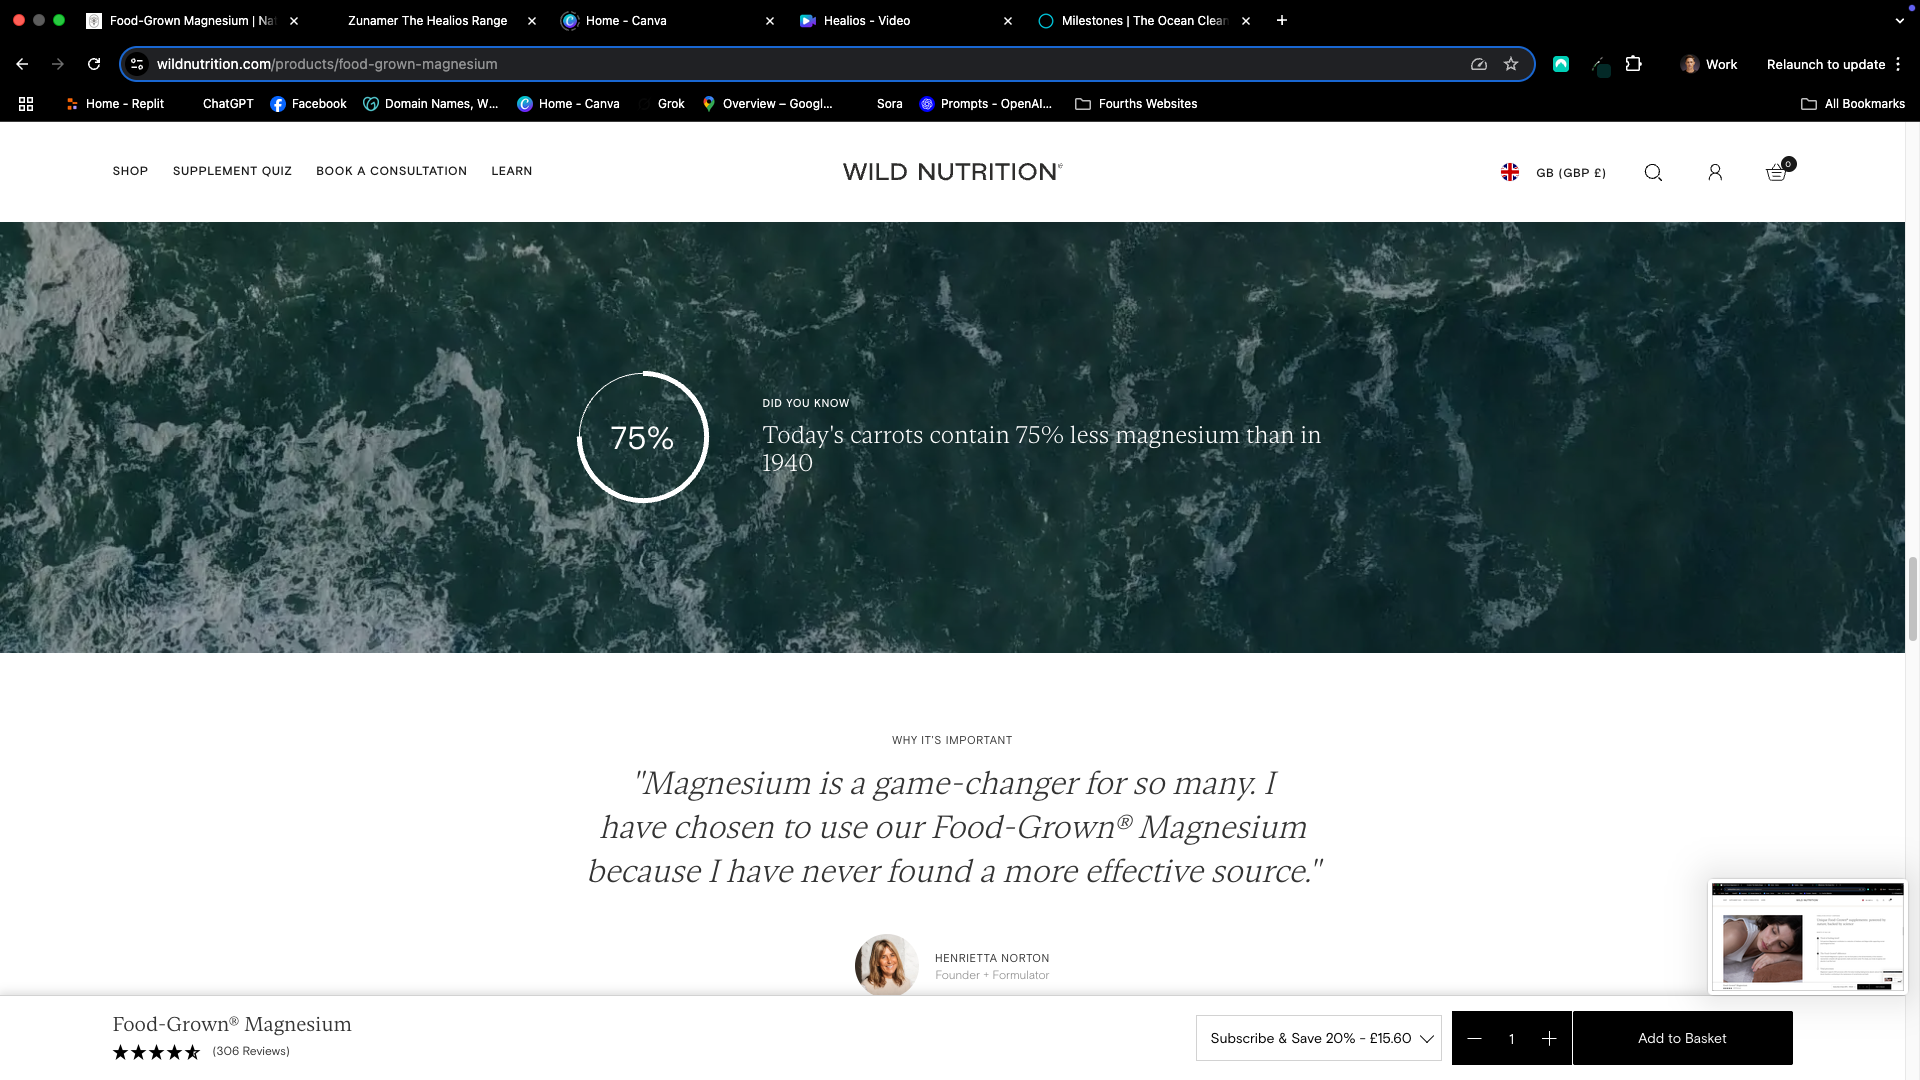 Food-Grown Magnesium | Na
Zunamer The Healios Range
Home - Canva
Healios - Video
Milestones | The Ocean Clean
wildnutrition.com/products/food-grown-magnesium
Work
Relaunch to update
Home - Replit
ChatGPT
Facebook
Domain Names, W...
Home - Canva
Grok
Overview – Googl...
Sora
Prompts - OpenAI...
Fourths Websites
All Bookmarks
SHOP
SUPPLEMENT QUIZ
BOOK A CONSULTATION
LEARN
WILD NUTRITION
GB (GBP £)
0
75%
DID YOU KNOW
Today's carrots contain 75% less magnesium than in
1940
WHY IT'S IMPORTANT
"Magnesium is a game-changer for so many. I
have chosen to use our Food-Grown® Magnesium
because I have never found a more effective source."
HENRIETTA NORTON
Founder + Formulator
Food-Grown® Magnesium
(306 Reviews)
Subscribe & Save 20% - £15.60
1
Add to Basket